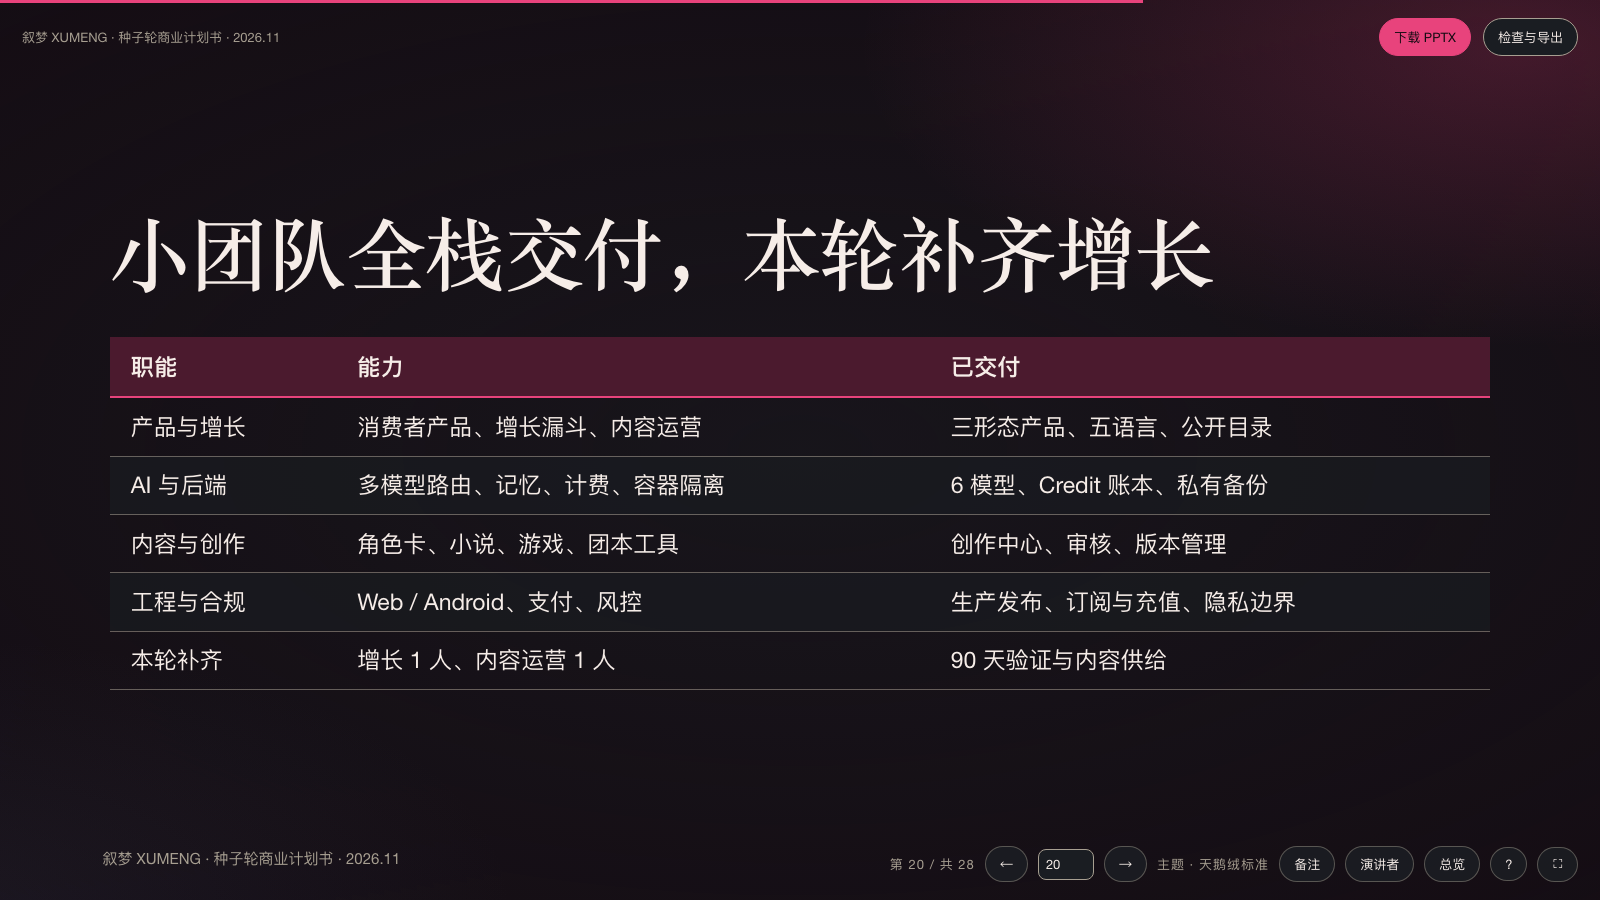 叙梦 XUMENG · 种子轮商业计划书 · 2026.11
下载 PPTX
检查与导出
小团队全栈交付，本轮补齐增长
职能 能力 已交付
产品与增长 消费者产品、增长漏斗、内容运营 三形态产品、五语言、公开目录
AI 与后端 多模型路由、记忆、计费、容器隔离 6 模型、Credit 账本、私有备份
内容与创作 角色卡、小说、游戏、团本工具 创作中心、审核、版本管理
工程与合规 Web / Android、支付、风控 生产发布、订阅与充值、隐私边界
本轮补齐 增长 1 人、内容运营 1 人 90 天验证与内容供给
叙梦 XUMENG · 种子轮商业计划书 · 2026.11
第 20 / 共 28 ← 20 → 主题 · 天鹅绒标准 备注 演讲者 总览 ?